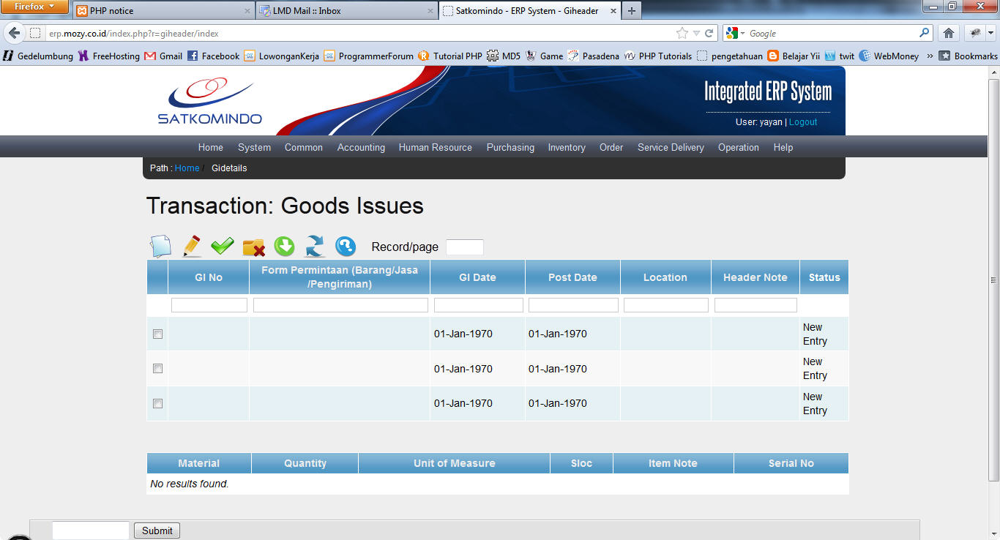 Firefox
PHP notice
LMD Mail :: Inbox
Satkomindo - ERP System - Giheader
erp.mozy.co.id/index.php?r=giheader/index
Google
Gedelumbung
FreeHosting
Gmail
Facebook
LowonganKerja
ProgrammerForum
Tutorial PHP
MD5
Game
Pasadena
PHP Tutorials
pengetahuan
Belajar Yii
twit
WebMoney
»
Bookmarks
SATKOMINDO
Integrated ERP System
User: yayan | Logout
Home System Common Accounting Human Resource Purchasing Inventory Order Service Delivery Operation Help
Path : Home / Gidetails
Transaction: Goods Issues
Record/page
GI No
Form Permintaan (Barang/Jasa
/Pengiriman)
GI Date
Post Date
Location
Header Note
Status
01-Jan-1970 01-Jan-1970 New
Entry
01-Jan-1970 01-Jan-1970 New
Entry
01-Jan-1970 01-Jan-1970 New
Entry
Material Quantity Unit of Measure Sloc Item Note Serial No
No results found.
Submit